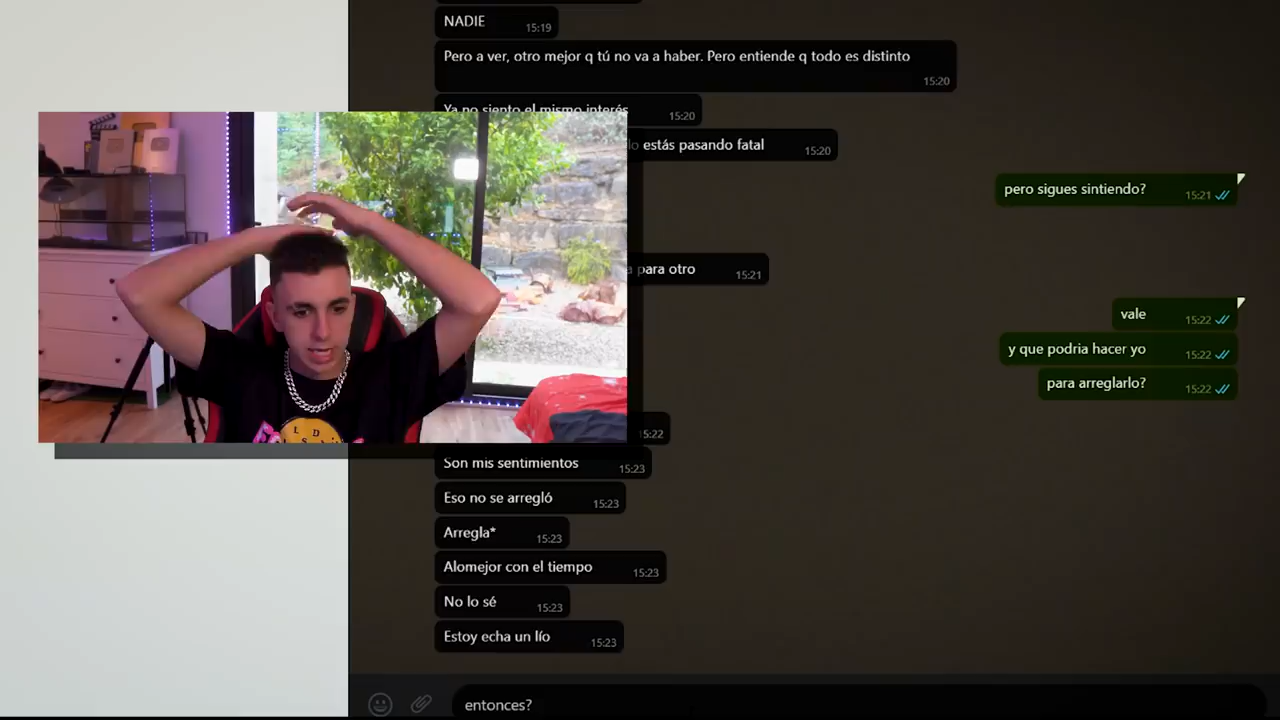 NADIE
15:19
Pero a ver, otro mejor q tú no va a haber. Pero entiende q todo es distinto
15:20
Ya no siento el mismo interés
15:20
estás pasando fatal
15:20
pero sigues sintiendo?
15:21
para otro
15:21
vale
15:22
y que podria hacer yo
15:22
para arreglarlo?
15:22
5:22
Son mis sentimientos
15:23
Eso no se arregló
15:23
Arregla*
15:23
Alomejor con el tiempo
15:23
No lo sé
15:23
Estoy echa un lío
15:23
entonces?